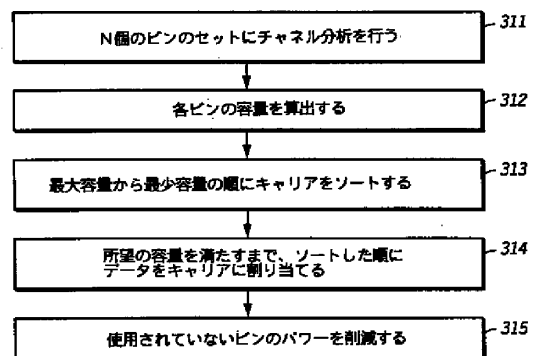 N個のビンのセットにチャネル分析を行う
311
各ビンの容量を算出する
312
最大容量から最少容量の順にキャリアをソートする
313
所望の容量を満たすまで、ソートした順に
データをキャリアに割り当てる
314
使用されていないビンのパワーを削減する
315